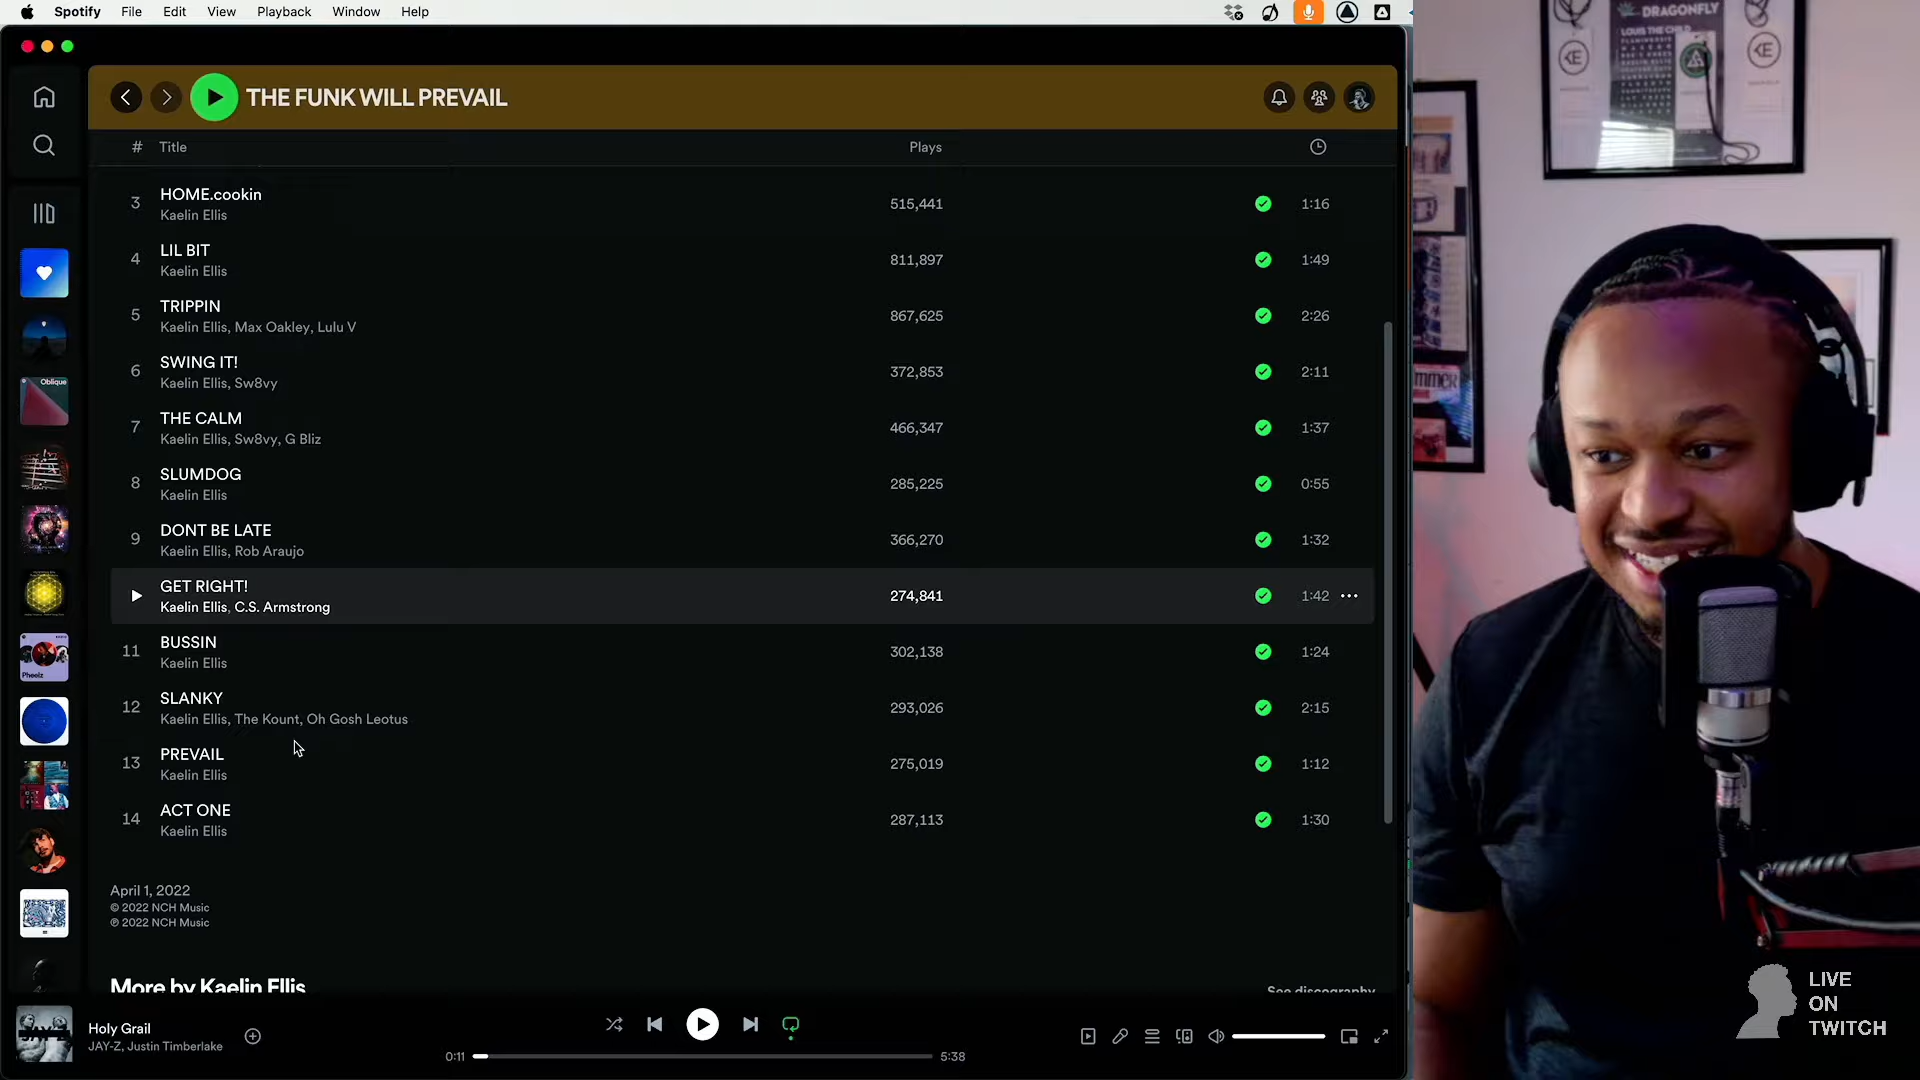 Spotify File Edit View Playback Window Help
DRAGONFLY
LOUIS THE CHILD
THE FUNK WILL PREVAIL
# Title Plays
3 HOME.cookin 515,441 1:16
Kaelin Ellis
4 LIL BIT 811,897 1:49
Kaelin Ellis
5 TRIPPIN 867,625 2:26
Kaelin Ellis, Max Oakley, Lulu V
6 SWING IT! 372,853 2:11
Kaelin Ellis, Sw8vy
7 THE CALM 466,347 1:37
Kaelin Ellis, Sw8vy, G Bliz
8 SLUMDOG 285,225 0:55
Kaelin Ellis
9 DONT BE LATE 366,270 1:32
Kaelin Ellis, Rob Araujo
GET RIGHT! 274,841 1:42
Kaelin Ellis, C.S. Armstrong
11 BUSSIN 302,138 1:24
Kaelin Ellis
12 SLANKY 293,026 2:15
Kaelin Ellis, The Kount, Oh Gosh Leotus
13 PREVAIL 275,019 1:12
Kaelin Ellis
14 ACT ONE 287,113 1:30
Kaelin Ellis
April 1, 2022
© 2022 NCH Music
℗ 2022 NCH Music
More by Kaelin Ellis See discography
Oblique
Pheelz
JAY-Z
Holy Grail
JAY-Z, Justin Timberlake
0:11 5:38
LIVE
ON
TWITCH